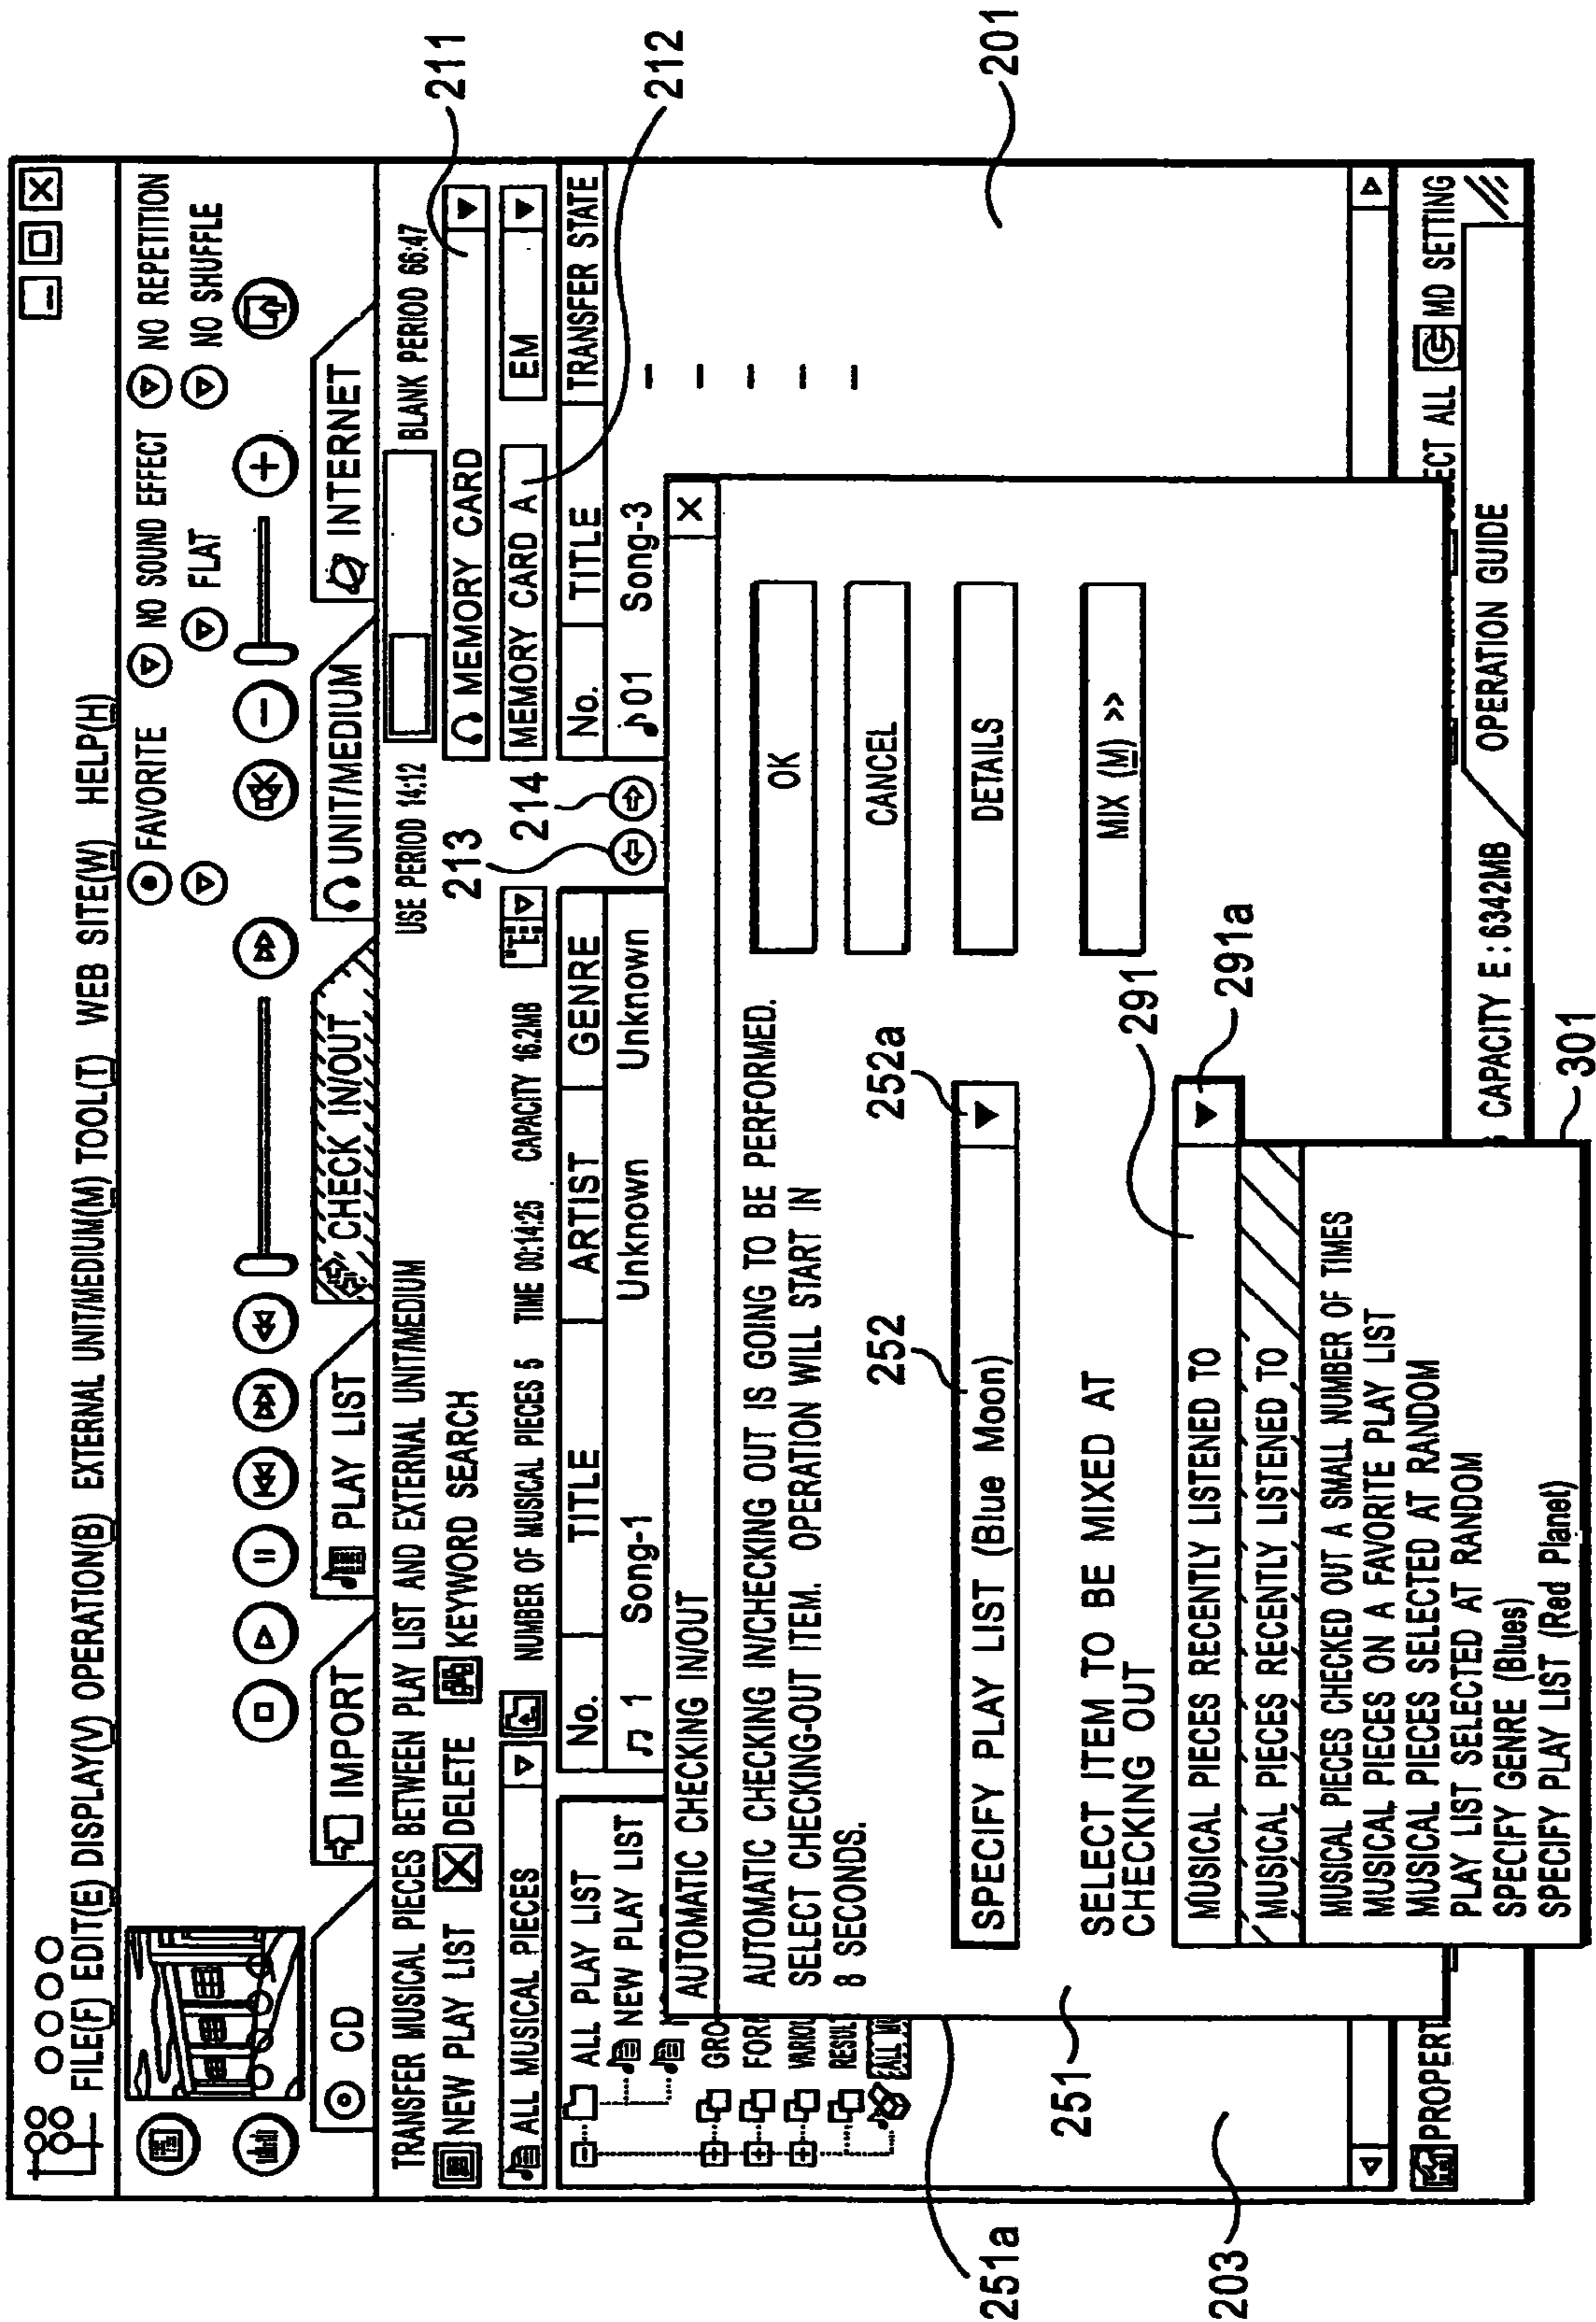 FILE(F) EDIT(E) DISPLAY(V) OPERATION(B) EXTERNAL UNIT/MEDIUM(M) TOOL(T) WEB SITE(W) HELP(H)
FAVORITE NO SOUND EFFECT NO REPETITION
FLAT NO SHUFFLE
CD IMPORT PLAY LIST CHECK IN/OUT UNIT/MEDIUM INTERNET
TRANSFER MUSICAL PIECES BETWEEN PLAY LIST AND EXTERNAL UNIT/MEDIUM
USE PERIOD 14:12 BLANK PERIOD 66:47
NEW PLAY LIST DELETE KEYWORD SEARCH
213
MEMORY CARD
211
ALL MUSICAL PIECES NUMBER OF MUSICAL PIECES 5 TIME 00:14:25 CAPACITY 16.2MB
214
MEMORY CARD A EM
212
ALL PLAY LIST
No. TITLE ARTIST GENRE
No. TITLE TRANSFER STATE
NEW PLAY LIST
1 Song-1 Unknown Unknown
01 Song-3 –
–
–
–
–
GRO
FOR
VARIOU
RESUL
ALL MU
AUTOMATIC CHECKING IN/OUT X
AUTOMATIC CHECKING IN/CHECKING OUT IS GOING TO BE PERFORMED.
SELECT CHECKING-OUT ITEM. OPERATION WILL START IN
8 SECONDS.
OK
CANCEL
DETAILS
MIX (M) >>
252
252a
SPECIFY PLAY LIST (Blue Moon)
201
SELECT ITEM TO BE MIXED AT
CHECKING OUT
291
291a
MUSICAL PIECES RECENTLY LISTENED TO
MUSICAL PIECES RECENTLY LISTENED TO
MUSICAL PIECES CHECKED OUT A SMALL NUMBER OF TIMES
MUSICAL PIECES ON A FAVORITE PLAY LIST
MUSICAL PIECES SELECTED AT RANDOM
PLAY LIST SELECTED AT RANDOM
SPECIFY GENRE (Blues)
SPECIFY PLAY LIST (Red Planet)
301
251a
251
203
PROPERT
ECT ALL MD SETTING
CAPACITY E:6342MB OPERATION GUIDE